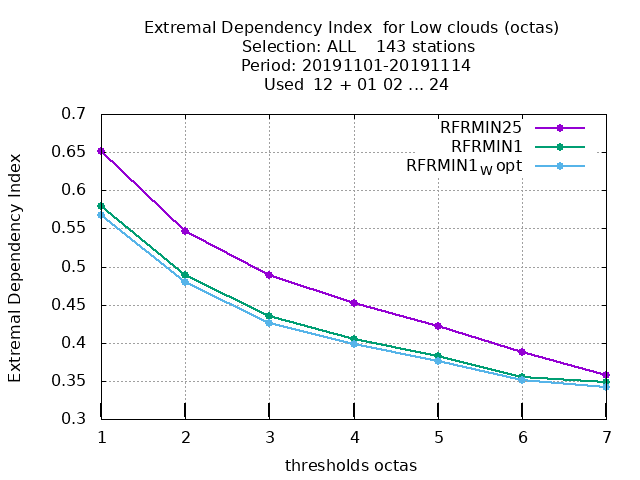 Extremal Dependency Index  for Low clouds (octas)
Selection: ALL    143 stations
Period: 20191101-20191114
Used  12 + 01 02 ... 24
RFRMIN25
RFRMIN1
RFRMIN1W opt
Extremal Dependency Index
0.7
0.65
0.6
0.55
0.5
0.45
0.4
0.35
0.3
1 2 3 4 5 6 7
thresholds octas